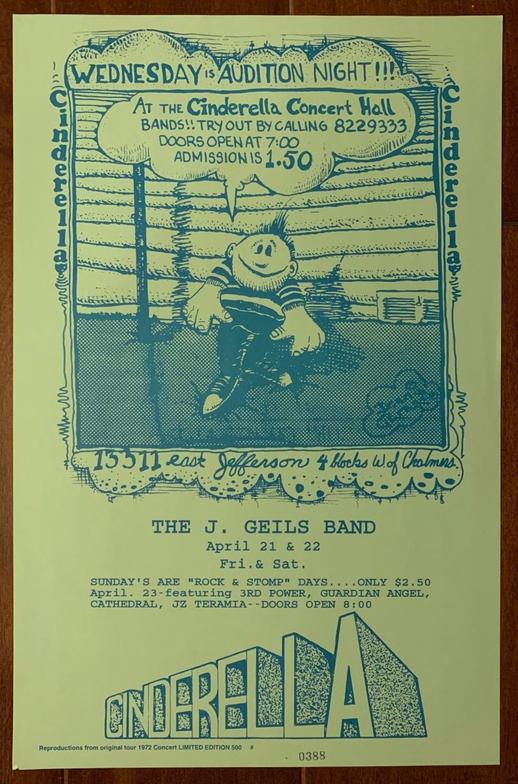 WEDNESDAY is AUDITION NIGHT!!!
AT THE Cinderella Concert Hall
BANDS!! TRY OUT BY CALLING 8229333
DOORS OPEN AT 7:00
ADMISSION IS 1.50
Cinderella
Cinderella
13311 east Jefferson 4 blocks W of Chalmers
THE J. GEILS BAND
April 21 & 22
Fri.& Sat.
SUNDAY'S ARE "ROCK & STOMP" DAYS....ONLY $2.50
April. 23-featuring 3RD POWER, GUARDIAN ANGEL,
CATHEDRAL, JZ TERAMIA--DOORS OPEN 8:00
CINDERELLA
Reproductions from original tour 1972 Concert LIMITED EDITION 500 #
0388